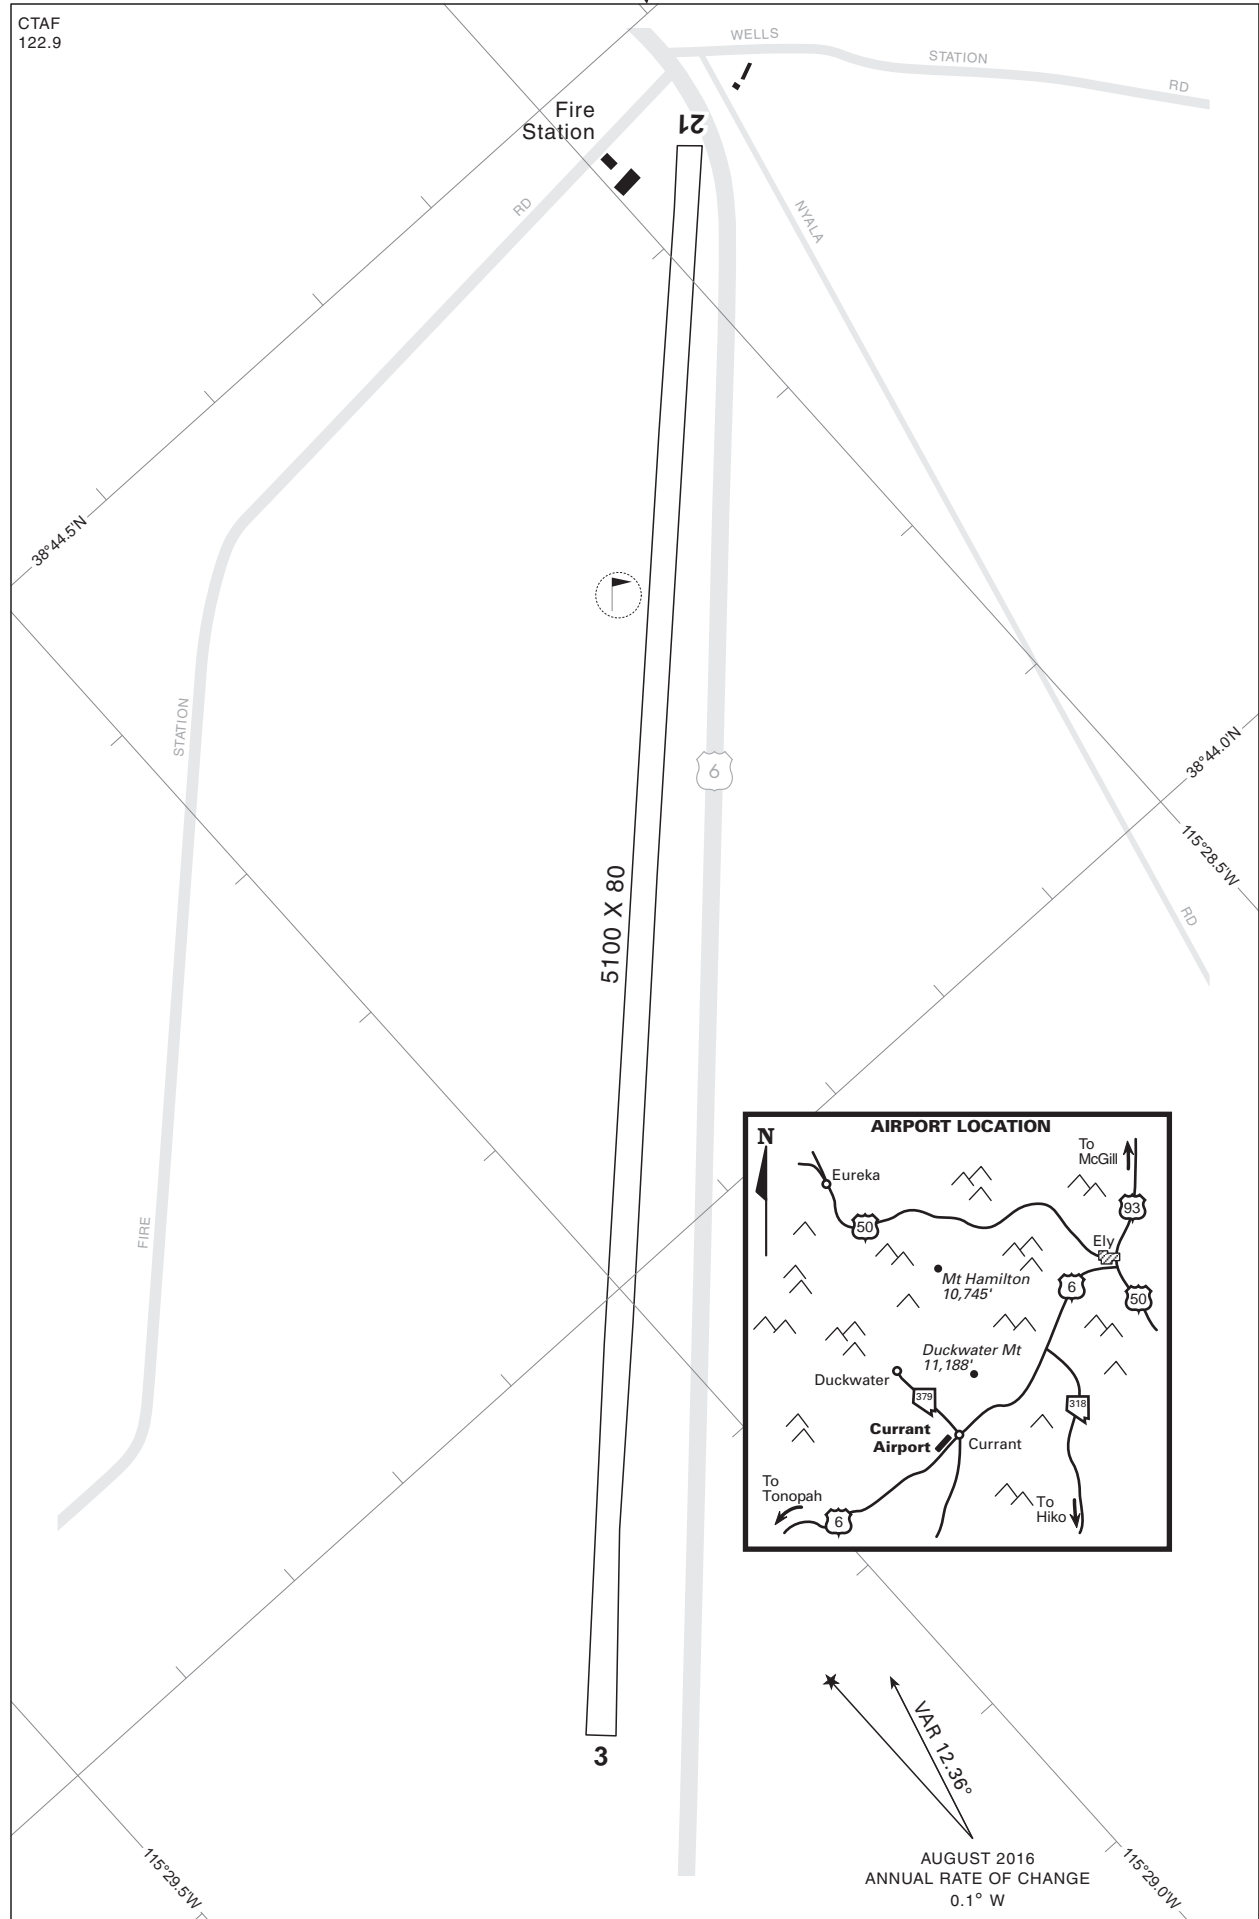 CTAF
122.9
WELLS
STATION
RD
Fire
Station
21
RD
NYALA
38°44.5'N
STATION
6
38°44.0'N
115°28.5'W
5100 X 80
RD
FIRE
AIRPORT LOCATION
N
To
McGill
Eureka
93
50
Ely
Mt Hamilton
10,745'
6
50
Duckwater Mt
11,188'
Duckwater
379
318
Currant
Airport
Currant
To
Tonopah
To
Hiko
6
3
VAR 12.36°
AUGUST 2016
ANNUAL RATE OF CHANGE
0.1° W
115°29.5'W
115°29.0'W